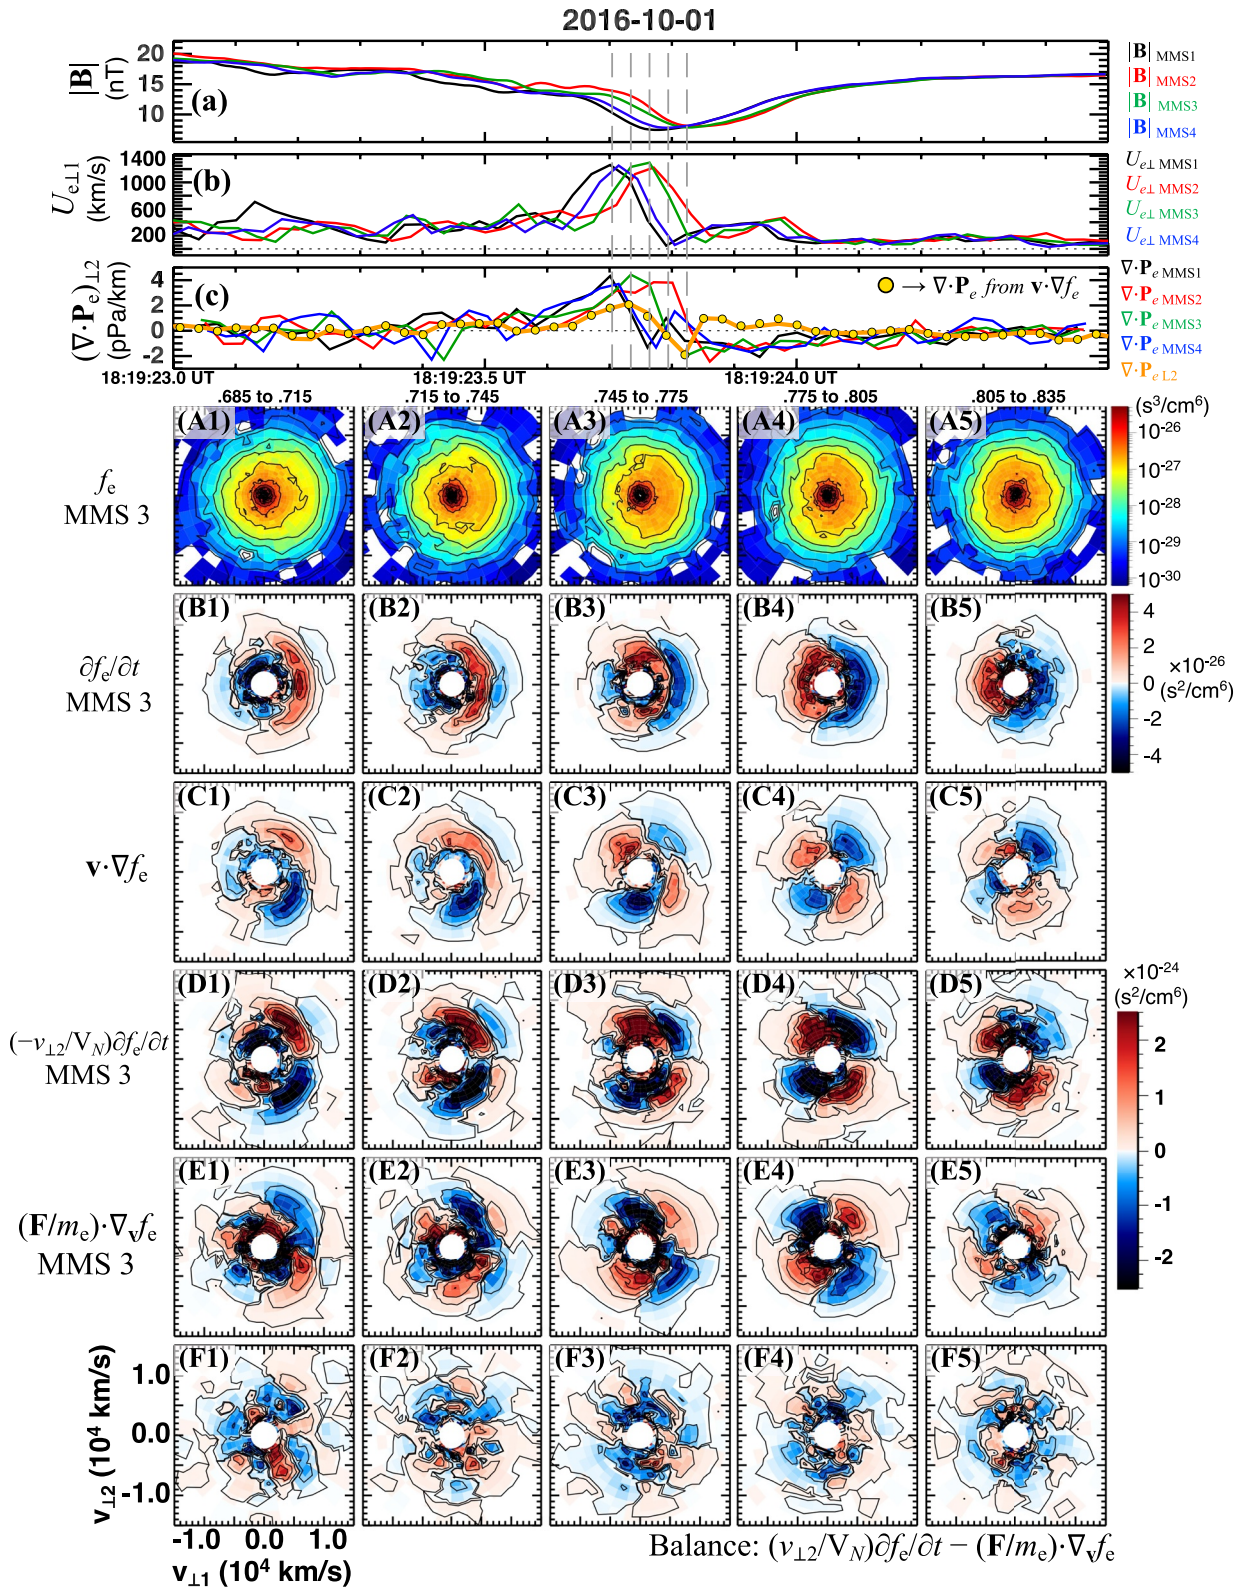 2016-10-01
|B|
(nT)
20
15
10
(a)
|B| MMS1
|B| MMS2
|B| MMS3
|B| MMS4
Ue⊥1
(km/s)
1400
1000
600
200
(b)
Ue⊥ MMS1
Ue⊥ MMS2
Ue⊥ MMS3
Ue⊥ MMS4
(∇·Pe)⊥2
(pPa/km)
4
2
0
-2
(c)
→ ∇·Pe from v·∇fe
∇·Pe MMS1
∇·Pe MMS2
∇·Pe MMS3
∇·Pe MMS4
∇·Pe L2
18:19:23.0 UT 18:19:23.5 UT 18:19:24.0 UT
.685 to .715 .715 to .745 .745 to .775 .775 to .805 .805 to .835
fe
MMS 3
(A1) (A2) (A3) (A4) (A5)
(s³/cm⁶)
10⁻²⁶
10⁻²⁷
10⁻²⁸
10⁻²⁹
10⁻³⁰
∂fe/∂t
MMS 3
(B1) (B2) (B3) (B4) (B5)
4
2
0
-2
-4
×10⁻²⁶
(s²/cm⁶)
v·∇fe
(C1) (C2) (C3) (C4) (C5)
(−v⊥2/VN)∂fe/∂t
MMS 3
(D1) (D2) (D3) (D4) (D5)
×10⁻²⁴
(s²/cm⁶)
2
1
0
-1
-2
(F/me)·∇vfe
MMS 3
(E1) (E2) (E3) (E4) (E5)
(F1) (F2) (F3) (F4) (F5)
v⊥2 (10⁴ km/s)
1.0
0.0
-1.0
-1.0 0.0 1.0
v⊥1 (10⁴ km/s)
Balance: (v⊥2/VN)∂fe/∂t − (F/me)·∇vfe